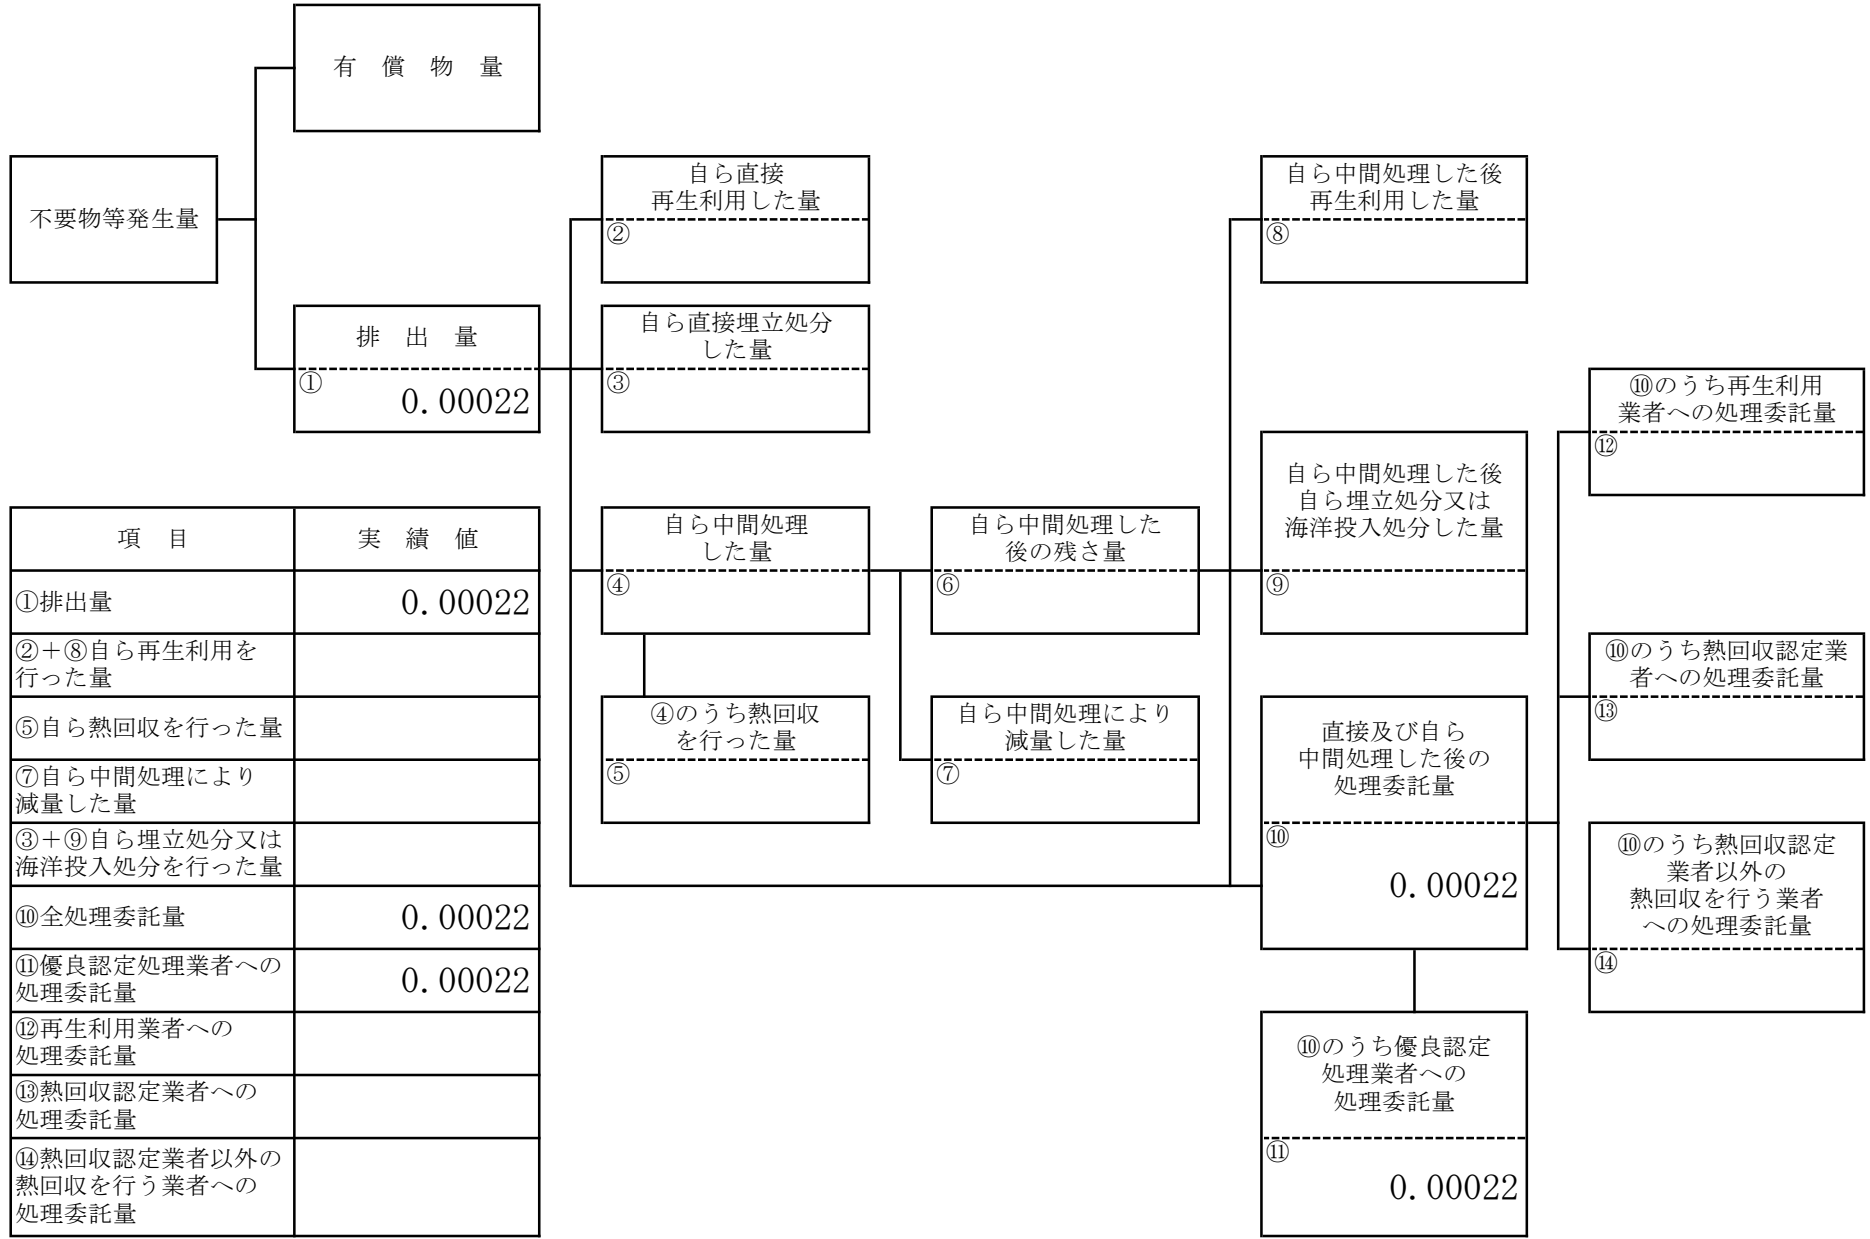 有 償 物 量
不要物等発生量
排 出 量
①
0.00022
自ら直接
再生利用した量
②
自ら直接埋立処分
した量
③
自ら中間処理
した量
④
④のうち熱回収
を行った量
⑤
自ら中間処理した
後の残さ量
⑥
自ら中間処理により
減量した量
⑦
自ら中間処理した後
再生利用した量
⑧
自ら中間処理した後
自ら埋立処分又は
海洋投入処分した量
⑨
直接及び自ら
中間処理した後の
処理委託量
⑩
0.00022
⑩のうち優良認定
処理業者への
処理委託量
⑪
0.00022
⑩のうち再生利用
業者への処理委託量
⑫
⑩のうち熱回収認定業
者への処理委託量
⑬
⑩のうち熱回収認定
業者以外の
熱回収を行う業者
への処理委託量
⑭
項 目 実 績 値
①排出量 0.00022
②+⑧自ら再生利用を
行った量
⑤自ら熱回収を行った量
⑦自ら中間処理により
減量した量
③+⑨自ら埋立処分又は
海洋投入処分を行った量
⑩全処理委託量 0.00022
⑪優良認定処理業者への
処理委託量 0.00022
⑫再生利用業者への
処理委託量
⑬熱回収認定業者への
処理委託量
⑭熱回収認定業者以外の
熱回収を行う業者への
処理委託量